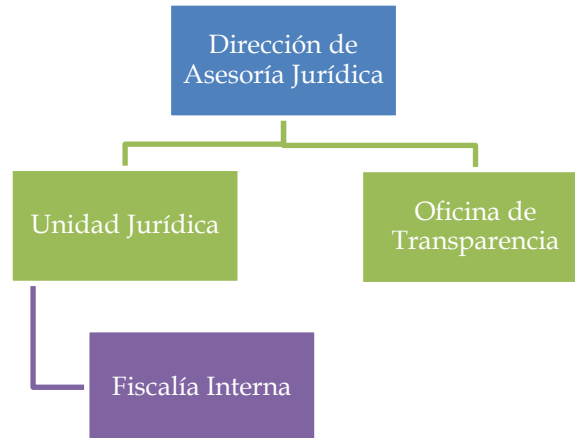 Dirección de
Asesoría Jurídica
Unidad Jurídica
Oficina de
Transparencia
Fiscalía Interna